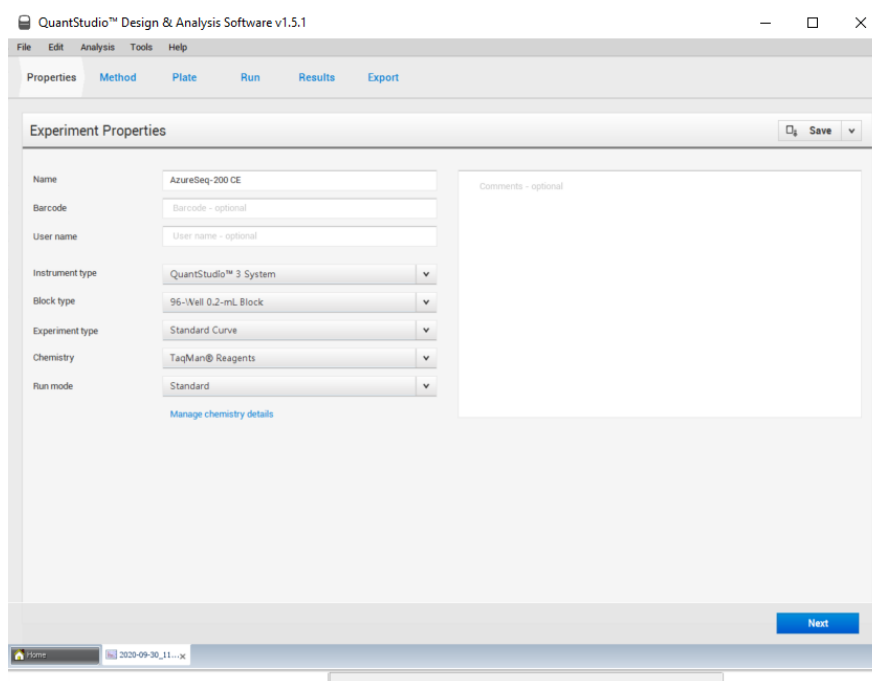 QuantStudio™ Design & Analysis Software v1.5.1
File Edit Analysis Tools Help
Properties Method Plate Run Results Export
Experiment Properties
Save
Name AzureSeq-200 CE
Comments - optional
Barcode Barcode - optional
User name User name - optional
Instrument type QuantStudio™ 3 System
Block type 96-Well 0.2-mL Block
Experiment type Standard Curve
Chemistry TaqMan® Reagents
Run mode Standard
Manage chemistry details
Next
Home 2020-09-30_11...x